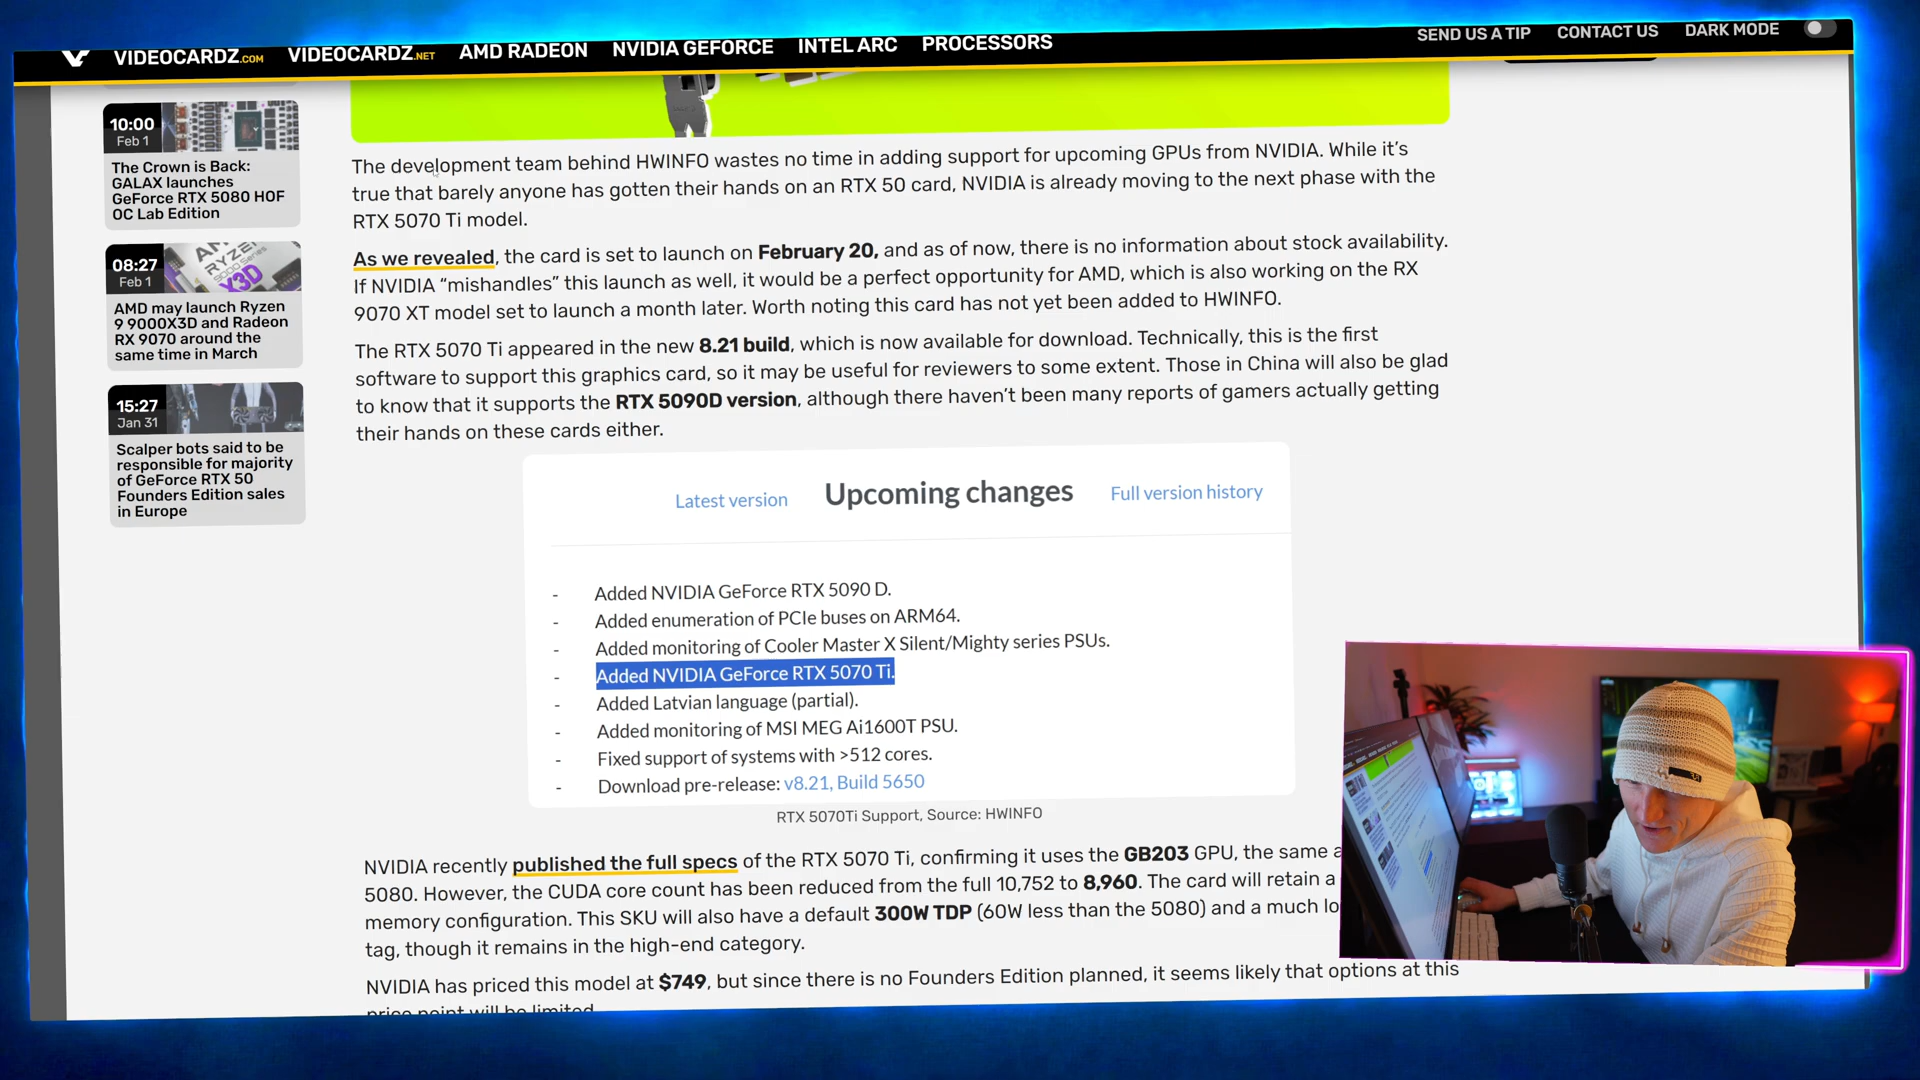 VIDEOCARDZ.COM VIDEOCARDZ.NET AMD RADEON NVIDIA GEFORCE INTEL ARC PROCESSORS SEND US A TIP CONTACT US DARK MODE
10:00
Feb 1
The Crown is Back:
GALAX launches
GeForce RTX 5080 HOF
OC Lab Edition
08:27
Feb 1
RYZEN
X3D
AMD may launch Ryzen
9 9000X3D and Radeon
RX 9070 around the
same time in March
15:27
Jan 31
Scalper bots said to be
responsible for majority
of GeForce RTX 50
Founders Edition sales
in Europe
The development team behind HWINFO wastes no time in adding support for upcoming GPUs from NVIDIA. While it's
true that barely anyone has gotten their hands on an RTX 50 card, NVIDIA is already moving to the next phase with the
RTX 5070 Ti model.
As we revealed, the card is set to launch on February 20, and as of now, there is no information about stock availability.
If NVIDIA “mishandles” this launch as well, it would be a perfect opportunity for AMD, which is also working on the RX
9070 XT model set to launch a month later. Worth noting this card has not yet been added to HWINFO.
The RTX 5070 Ti appeared in the new 8.21 build, which is now available for download. Technically, this is the first
software to support this graphics card, so it may be useful for reviewers to some extent. Those in China will also be glad
to know that it supports the RTX 5090D version, although there haven't been many reports of gamers actually getting
their hands on these cards either.
Latest version Upcoming changes Full version history
- Added NVIDIA GeForce RTX 5090 D.
- Added enumeration of PCIe buses on ARM64.
- Added monitoring of Cooler Master X Silent/Mighty series PSUs.
- Added NVIDIA GeForce RTX 5070 Ti.
- Added Latvian language (partial).
- Added monitoring of MSI MEG Ai1600T PSU.
- Fixed support of systems with >512 cores.
- Download pre-release: v8.21, Build 5650
RTX 5070Ti Support, Source: HWINFO
NVIDIA recently published the full specs of the RTX 5070 Ti, confirming it uses the GB203 GPU, the same
5080. However, the CUDA core count has been reduced from the full 10,752 to 8,960. The card will retain a
memory configuration. This SKU will also have a default 300W TDP (60W less than the 5080) and a much
tag, though it remains in the high-end category.
NVIDIA has priced this model at $749, but since there is no Founders Edition planned, it seems likely that options at this
price point will be limited.